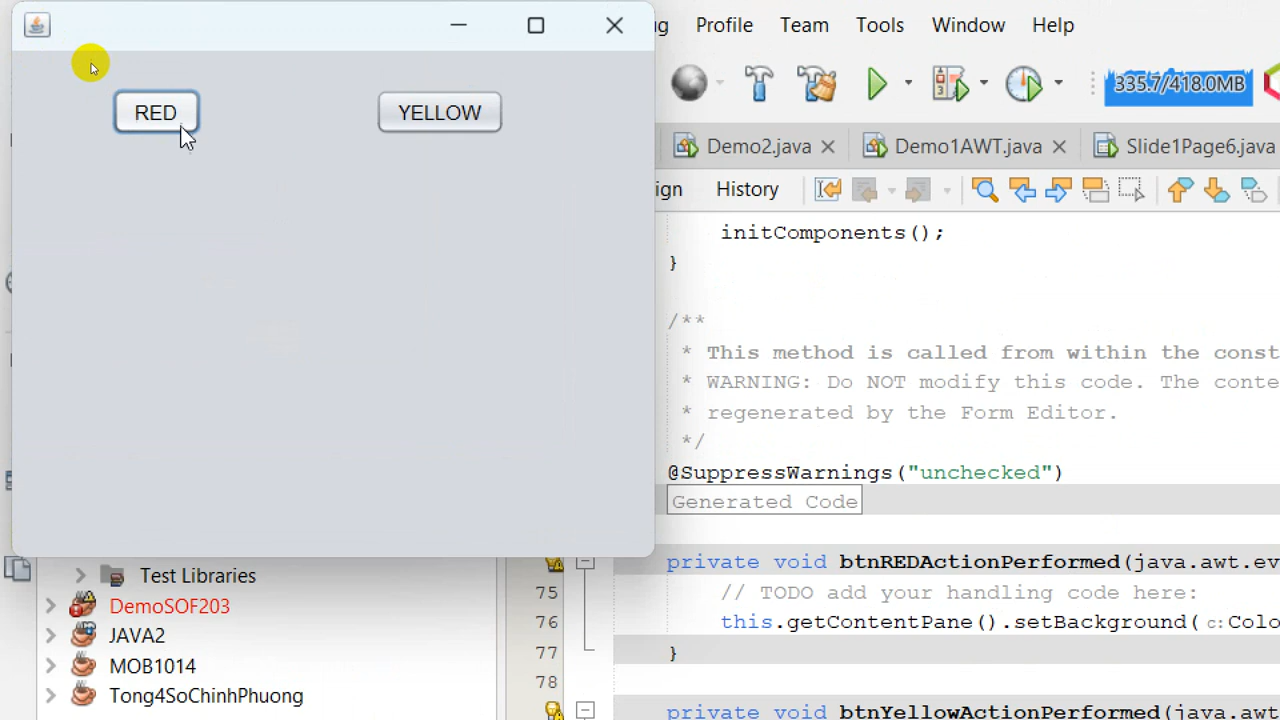 RED
YELLOW
Profile
Team
Tools
Window
Help
335.7/418.0MB
Demo2.java
Demo1AWT.java
Slide1Page6.java
History
initComponents();
}
/**
* This method is called from within the const
* WARNING: Do NOT modify this code. The conte
* regenerated by the Form Editor.
*/
@SuppressWarnings("unchecked")
Generated Code
private void btnREDActionPerformed(java.awt.ev
75 // TODO add your handling code here:
76 this.getContentPane().setBackground(c:Colo
77 }
78
private void btnYellowActionPerformed(java.awt
Test Libraries
DemoSOF203
JAVA2
MOB1014
Tong4SoChinhPhuong